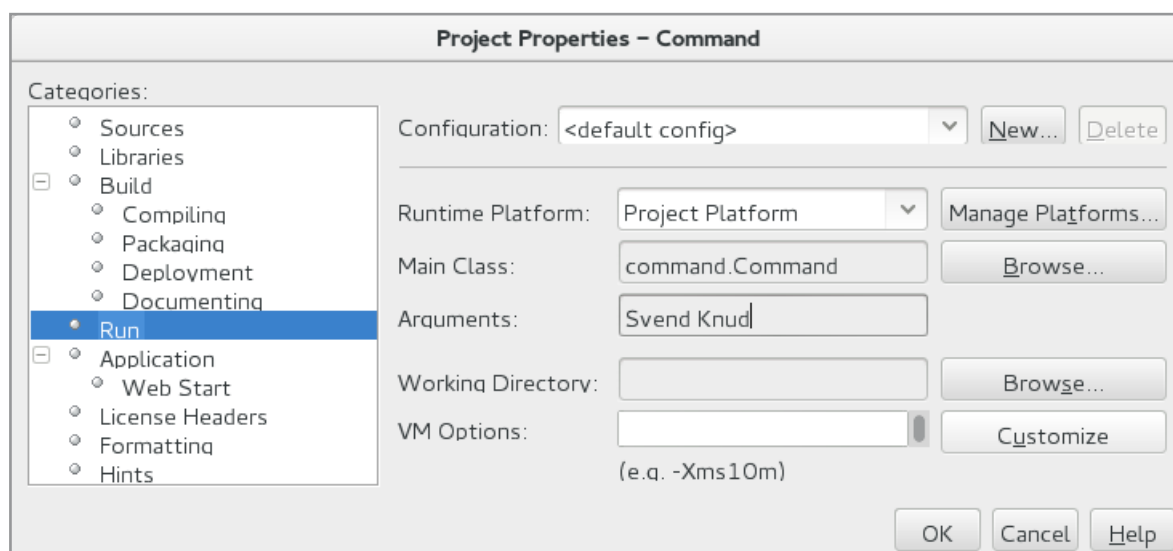 Project Properties – Command
Categories:
Sources
Libraries
Build
Compiling
Packaging
Deployment
Documenting
Run
Application
Web Start
License Headers
Formatting
Hints
Configuration: <default config> New... Delete
Runtime Platform: Project Platform Manage Platforms...
Main Class: command.Command Browse...
Arguments: Svend Knud
Working Directory: Browse...
VM Options: Customize
(e.g. -Xms10m)
OK Cancel Help